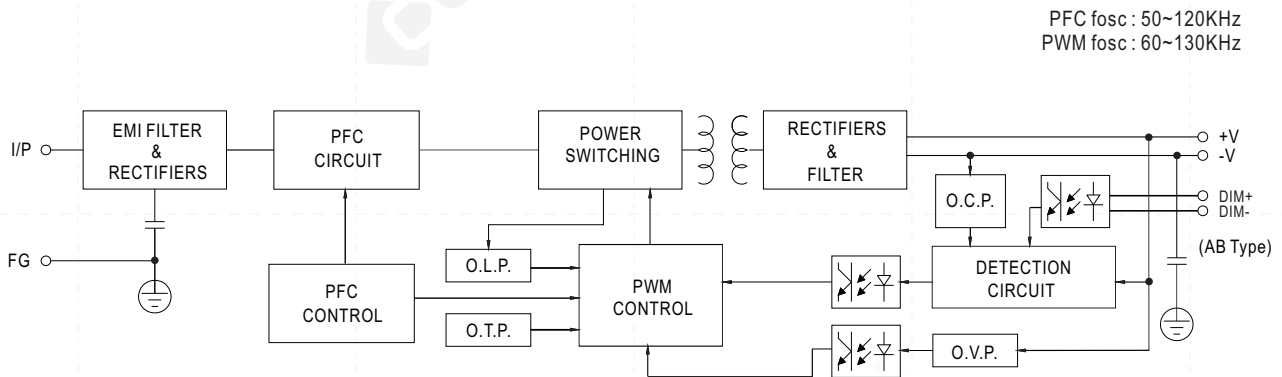 PFC fosc : 50~120KHz
PWM fosc : 60~130KHz
EMI FILTER
&
RECTIFIERS
PFC
CIRCUIT
POWER
SWITCHING
RECTIFIERS
&
FILTER
I/P
+V
-V
O.C.P.
DIM+
DIM-
(AB Type)
FG
O.L.P.
PFC
CONTROL
PWM
CONTROL
DETECTION
CIRCUIT
O.T.P.
O.V.P.